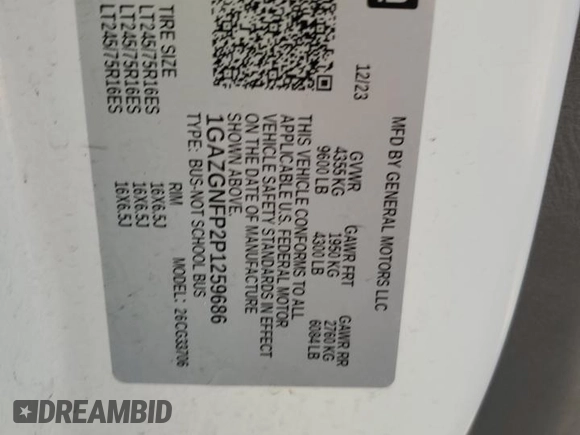 MFD BY GENERAL MOTORS LLC
12/23
GVWR GAWR FRT GAWR RR
4355 KG 1950 KG 2760 KG
9600 LB 4300 LB 6084 LB
THIS VEHICLE CONFORMS TO ALL
APPLICABLE U.S. FEDERAL MOTOR
VEHICLE SAFETY STANDARDS IN EFFECT
ON THE DATE OF MANUFACTURE
SHOWN ABOVE.
1GAZGNFP2P1259686
TYPE: BUS-NOT SCHOOL BUS
MODEL: 26CG33706
TIRE SIZE RIM
LT245/75R16ES 16X6.5J
LT245/75R16ES 16X6.5J
LT245/75R16ES 16X6.5J
DREAMBID